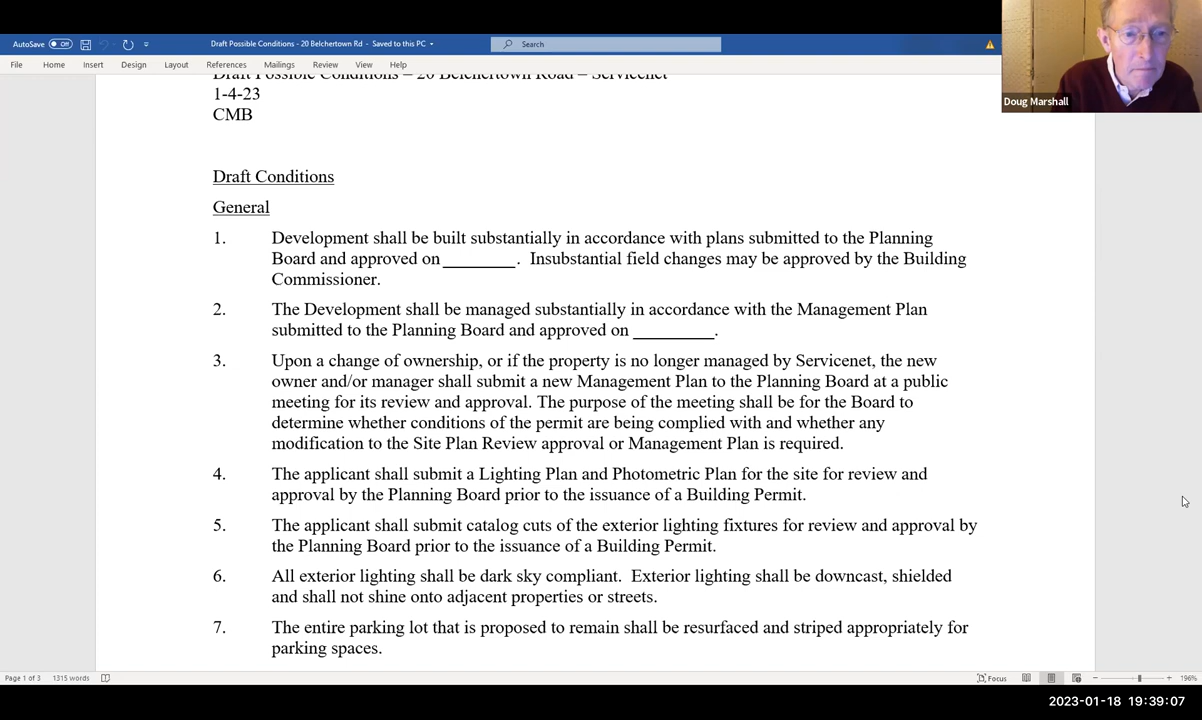 AutoSave Off
Draft Possible Conditions - 20 Belchertown Rd - Saved to this PC
Search
File Home Insert Draw Design Layout References Mailings Review View Help
Doug Marshall
Draft Possible Conditions – 20 Belchertown Road – Servicenet
1-4-23
CMB
Draft Conditions
General
1. Development shall be built substantially in accordance with plans submitted to the Planning
Board and approved on ________. Insubstantial field changes may be approved by the Building
Commissioner.
2. The Development shall be managed substantially in accordance with the Management Plan
submitted to the Planning Board and approved on _________.
3. Upon a change of ownership, or if the property is no longer managed by Servicenet, the new
owner and/or manager shall submit a new Management Plan to the Planning Board at a public
meeting for its review and approval. The purpose of the meeting shall be for the Board to
determine whether conditions of the permit are being complied with and whether any
modification to the Site Plan Review approval or Management Plan is required.
4. The applicant shall submit a Lighting Plan and Photometric Plan for the site for review and
approval by the Planning Board prior to the issuance of a Building Permit.
5. The applicant shall submit catalog cuts of the exterior lighting fixtures for review and approval by
the Planning Board prior to the issuance of a Building Permit.
6. All exterior lighting shall be dark sky compliant. Exterior lighting shall be downcast, shielded
and shall not shine onto adjacent properties or streets.
7. The entire parking lot that is proposed to remain shall be resurfaced and striped appropriately for
parking spaces.
Page 1 of 3 1315 words Focus 196%
2023-01-18 19:39:07